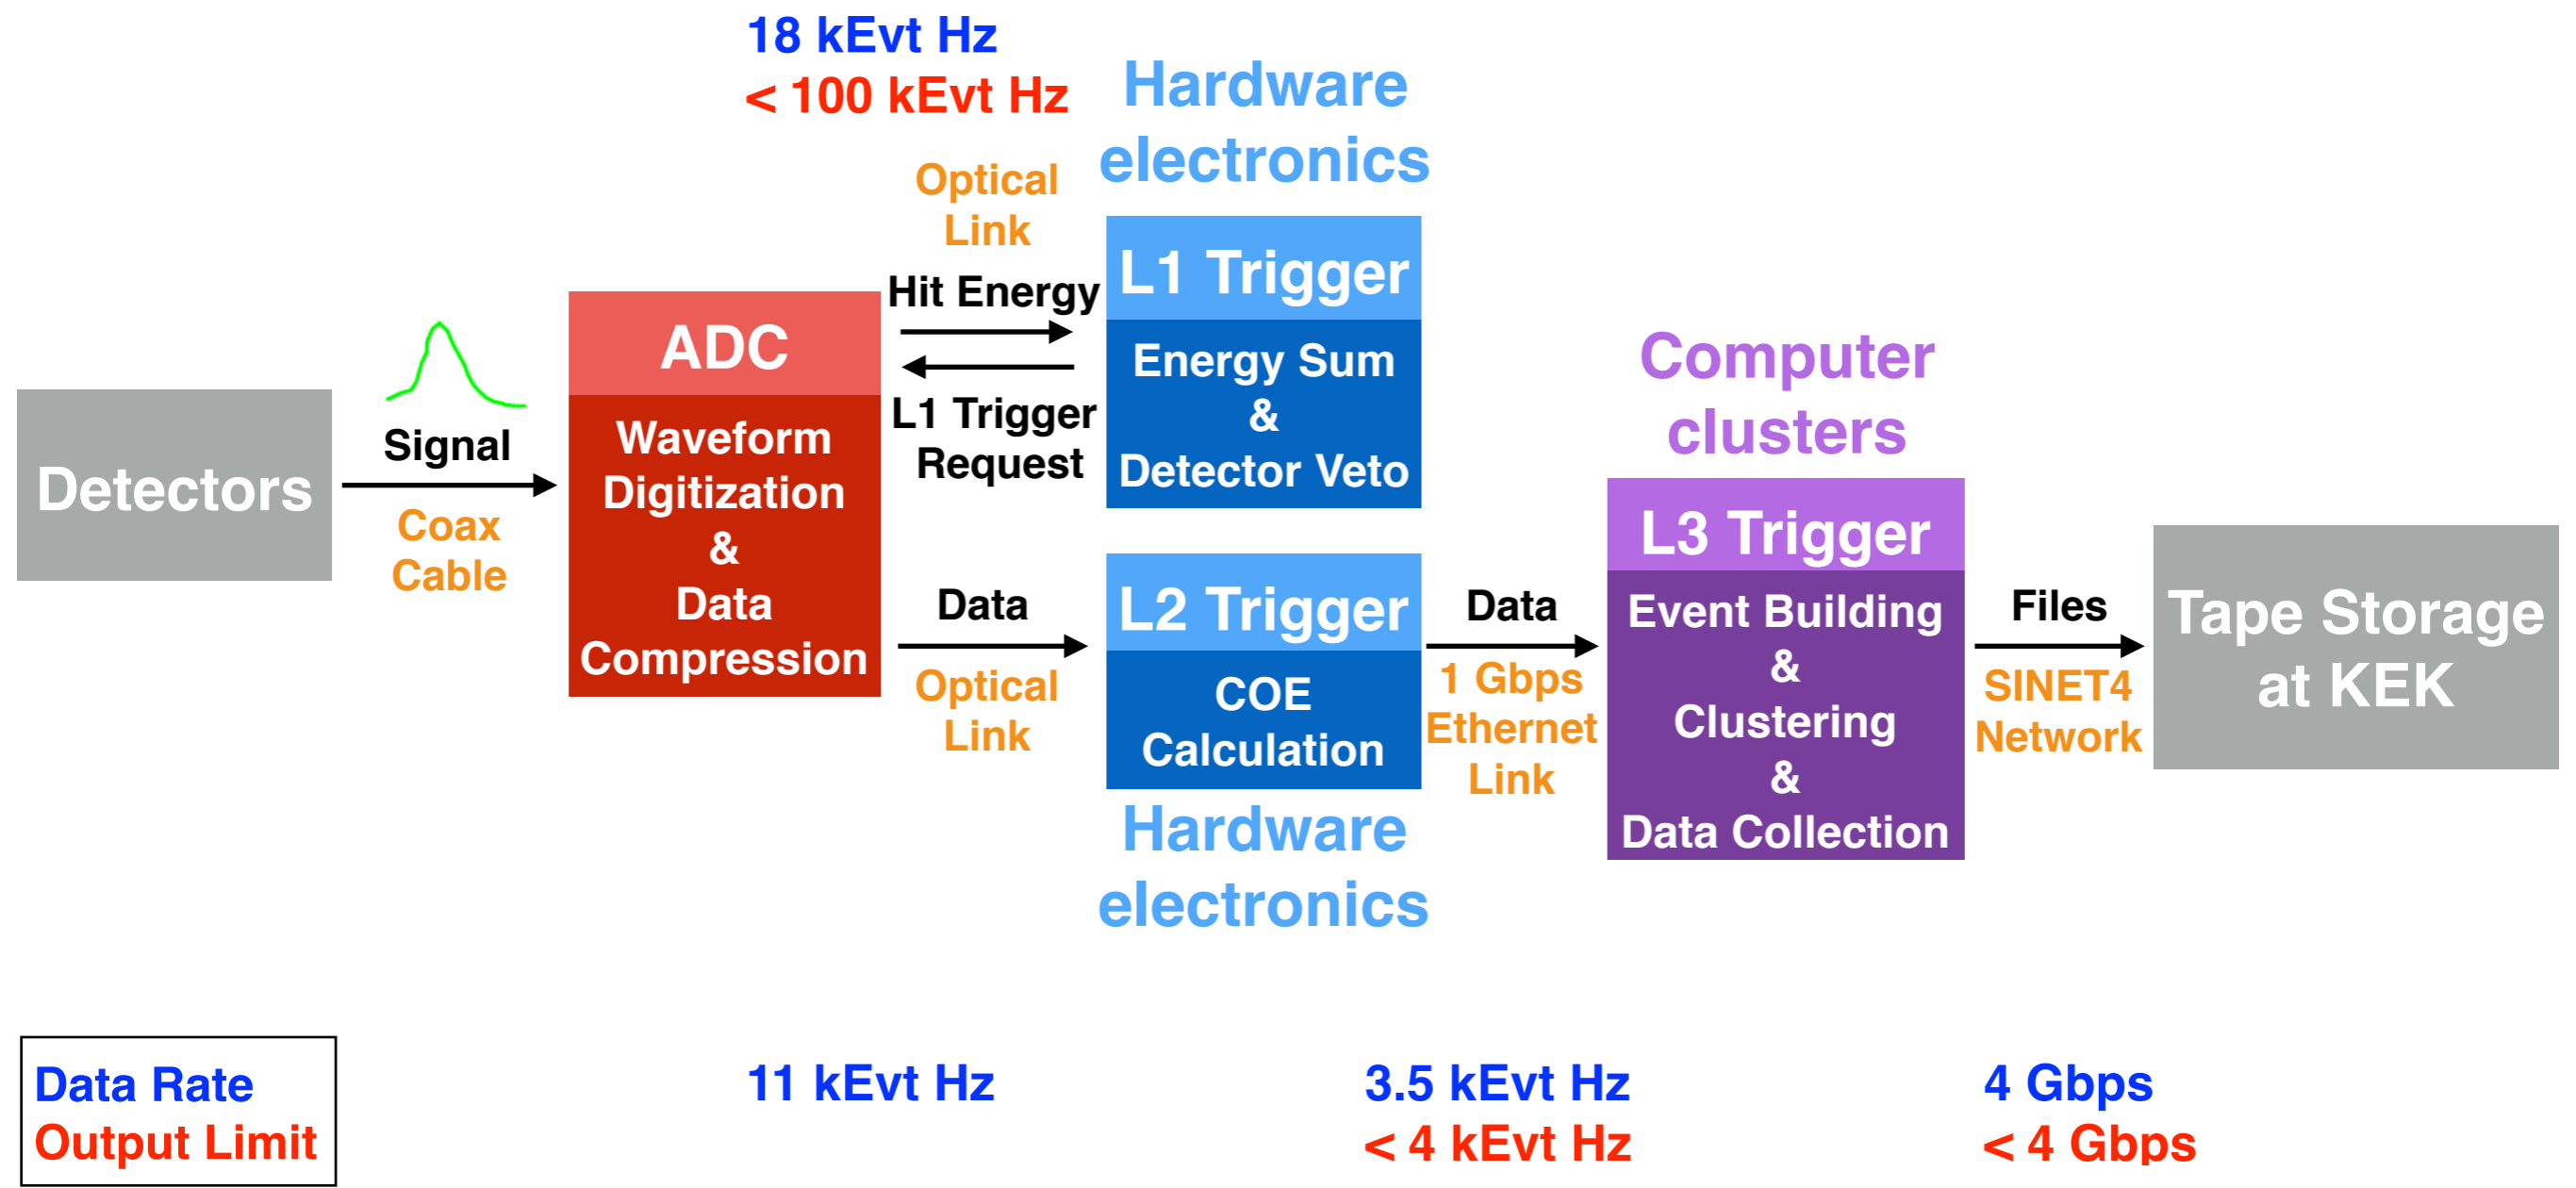 18 kEvt Hz
< 100 kEvt Hz
Hardware
electronics
Optical
Link
Hit Energy
L1 Trigger
Request
L1 Trigger
Energy Sum
&
Detector Veto
ADC
Waveform
Digitization
&
Data
Compression
Detectors
Signal
Coax
Cable
Data
Optical
Link
L2 Trigger
COE
Calculation
Hardware
electronics
Data
1 Gbps
Ethernet
Link
Computer
clusters
L3 Trigger
Event Building
&
Clustering
&
Data Collection
Files
SINET4
Network
Tape Storage
at KEK
Data Rate
Output Limit
11 kEvt Hz
3.5 kEvt Hz
< 4 kEvt Hz
4 Gbps
< 4 Gbps